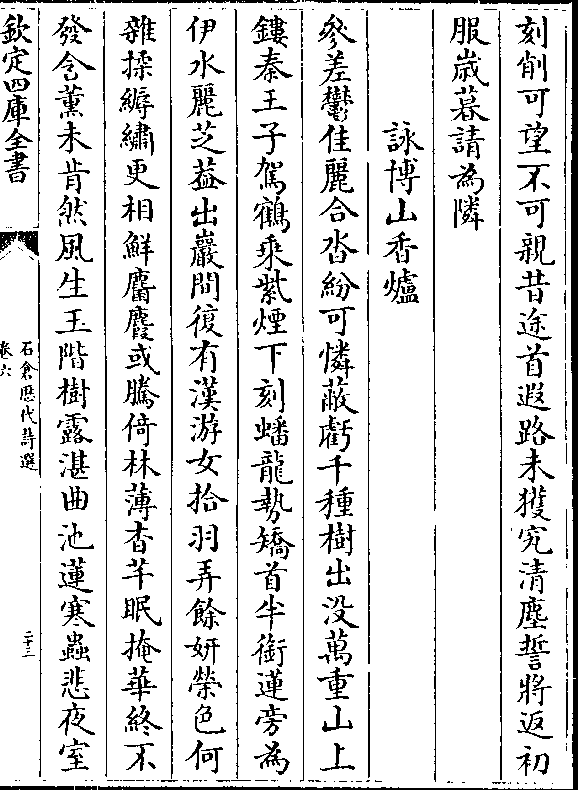 刻削可望不可親昔途首遐路未獲究清塵誓將返初
服歳暮請為隣
詠博山香爐
參差鬱佳麗合沓紛可憐蔽虧千種樹出没萬重山上
鏤秦王子駕鶴乗紫煙下刻蟠龍勢矯首半銜蓮旁為
伊水麗芝葢出巖間復有漢游女拾羽弄餘妍榮色何
雜揉縟繡更相鮮麏麚或騰倚林薄杳芊眠掩華終不
發含薫未肯然風生玉階樹露湛曲池蓮寒蟲悲夜室
欽定四庫全書
石倉歴代詩選
卷六
二十三